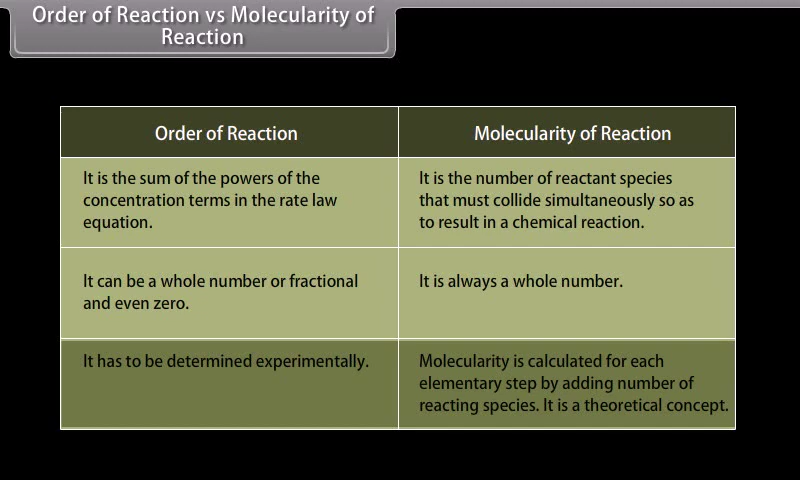 Order of Reaction vs Molecularity of
Reaction
Order of Reaction
Molecularity of Reaction
It is the sum of the powers of the
concentration terms in the rate law
equation.
It is the number of reactant species
that must collide simultaneously so as
to result in a chemical reaction.
It can be a whole number or fractional
and even zero.
It is always a whole number.
It has to be determined experimentally.
Molecularity is calculated for each
elementary step by adding number of
reacting species. It is a theoretical concept.